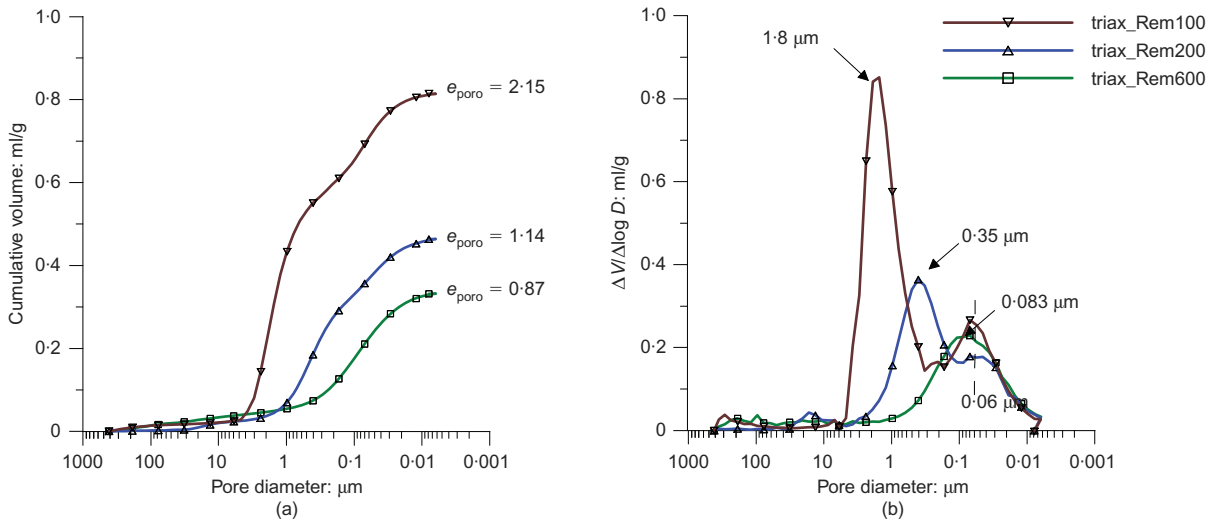 1·0
0·8
0·6
0·4
0·2
0
Cumulative volume: ml/g
e_poro = 2·15
e_poro = 1·14
e_poro = 0·87
1000 100 10 1 0·1 0·01 0·001
Pore diameter: μm
(a)
1·0
0·8
0·6
0·4
0·2
0
ΔV/Δlog D: ml/g
1·8 μm
triax_Rem100
triax_Rem200
triax_Rem600
0·35 μm
0·083 μm
0·06 μm
1000 100 10 1 0·1 0·01 0·001
Pore diameter: μm
(b)